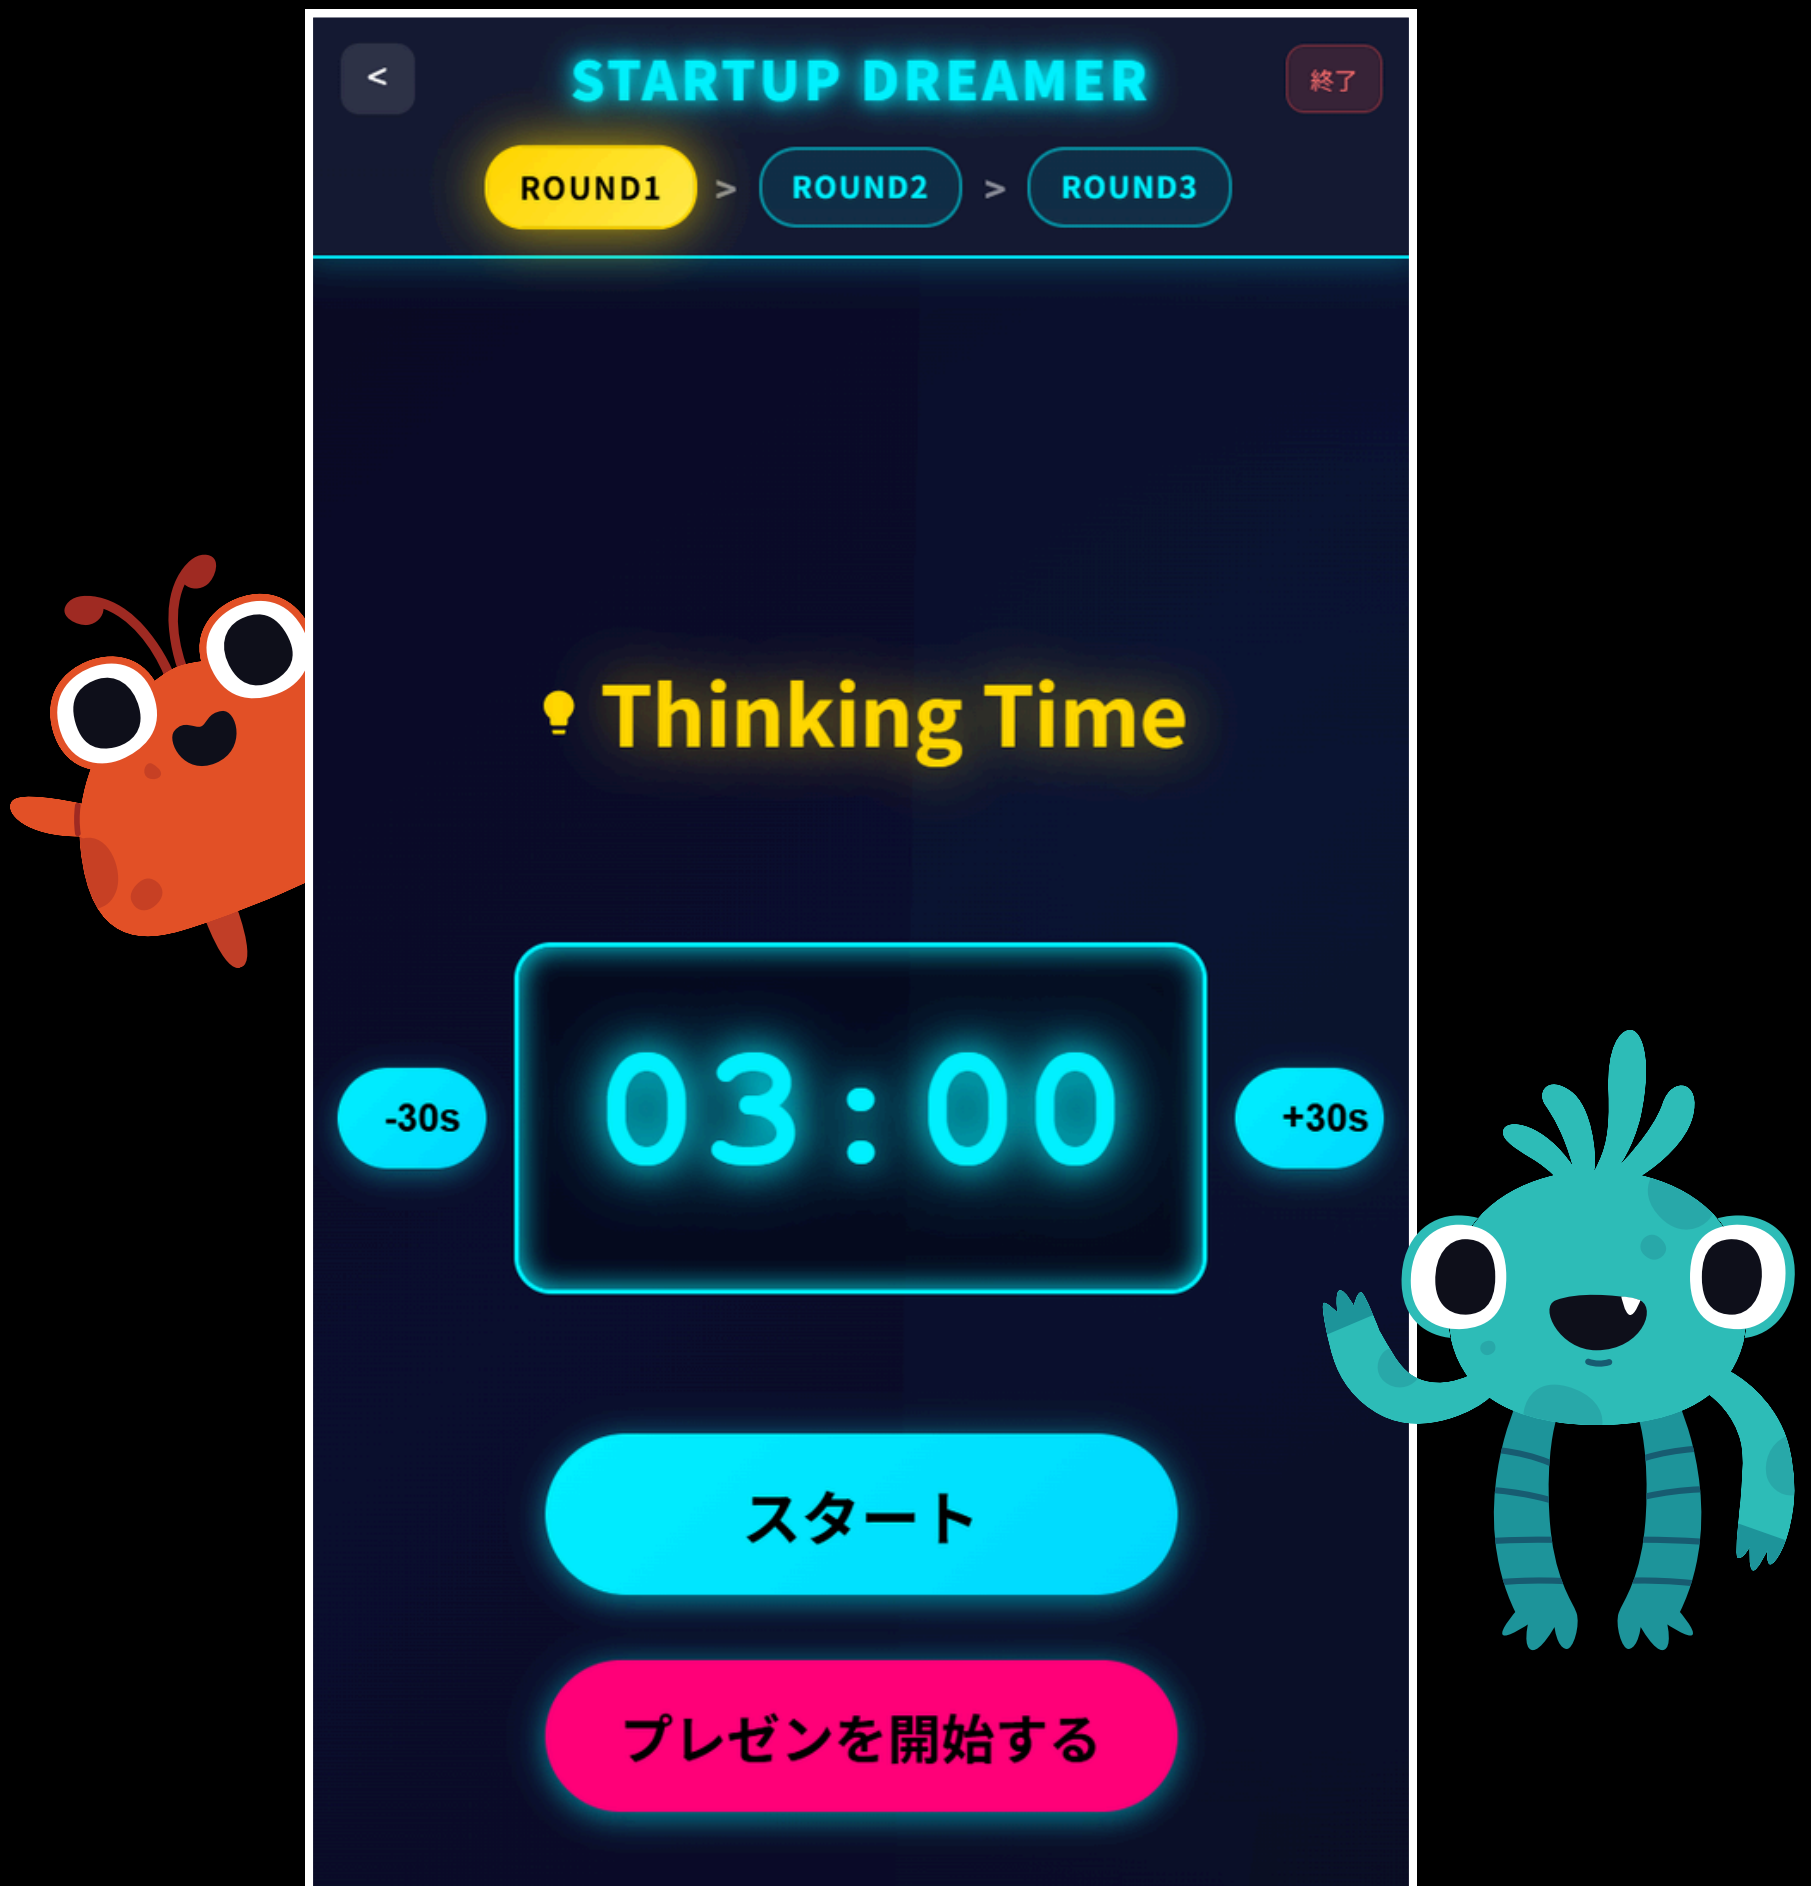 <
STARTUP DREAMER
終了
ROUND1 > ROUND2 > ROUND3
Thinking Time
-30s
03:00
+30s
スタート
プレゼンを開始する